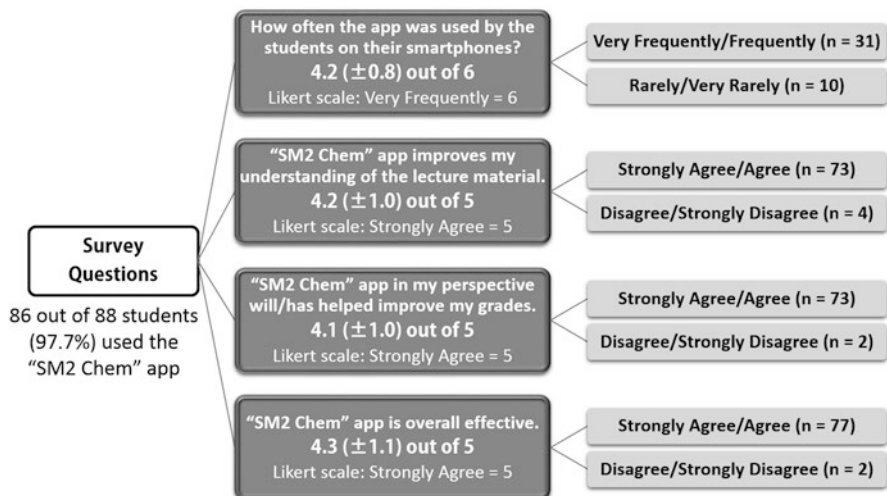 Survey
Questions
86 out of 88 students
(97.7%) used the
“SM2 Chem” app
How often the app was used by the
students on their smartphones?
4.2 (±0.8) out of 6
Likert scale: Very Frequently = 6
Very Frequently/Frequently (n = 31)
Rarely/Very Rarely (n = 10)
“SM2 Chem” app improves my
understanding of the lecture material.
4.2 (±1.0) out of 5
Likert scale: Strongly Agree = 5
Strongly Agree/Agree (n = 73)
Disagree/Strongly Disagree (n = 4)
“SM2 Chem” app in my perspective
will/has helped improve my grades.
4.1 (±1.0) out of 5
Likert scale: Strongly Agree = 5
Strongly Agree/Agree (n = 73)
Disagree/Strongly Disagree (n = 2)
“SM2 Chem” app is overall effective.
4.3 (±1.1) out of 5
Likert scale: Strongly Agree = 5
Strongly Agree/Agree (n = 77)
Disagree/Strongly Disagree (n = 2)